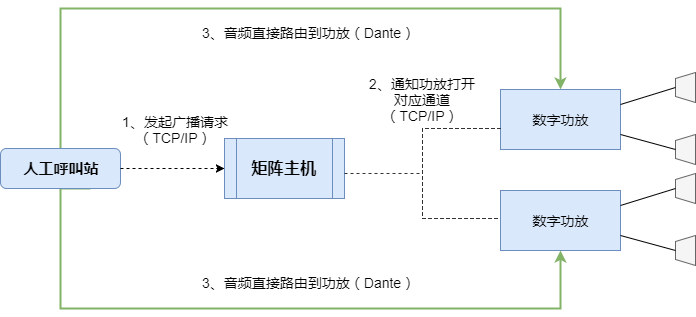 3、音频直接路由到功放（Dante）
2、通知功放打开
对应通道
（TCP/IP）
1、发起广播请求
（TCP/IP）
数字功放
人工呼叫站
矩阵主机
数字功放
3、音频直接路由到功放（Dante）